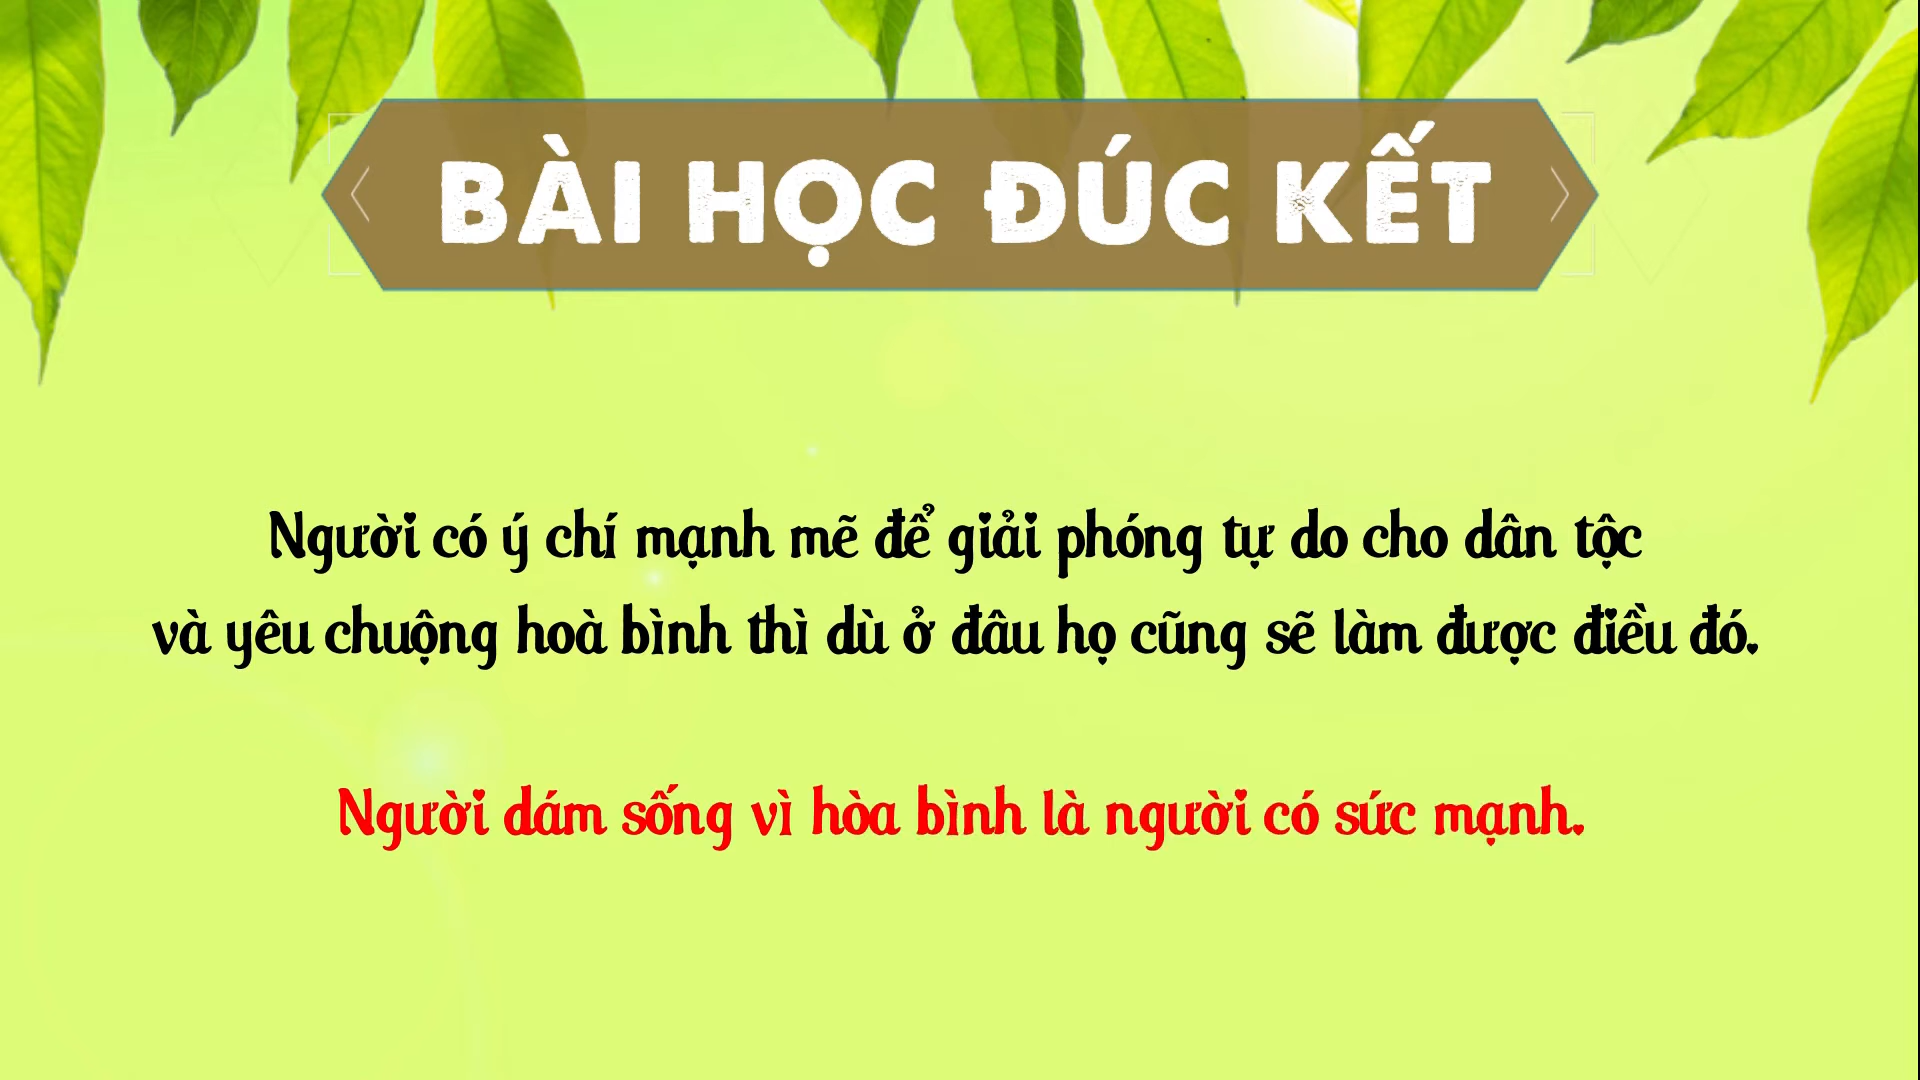 BÀI HỌC ĐÚC KẾT
Người có ý chí mạnh mẽ để giải phóng tự do cho dân tộc
và yêu chuộng hoà bình thì dù ở đâu họ cũng sẽ làm được điều đó.
Người dám sống vì hòa bình là người có sức mạnh.